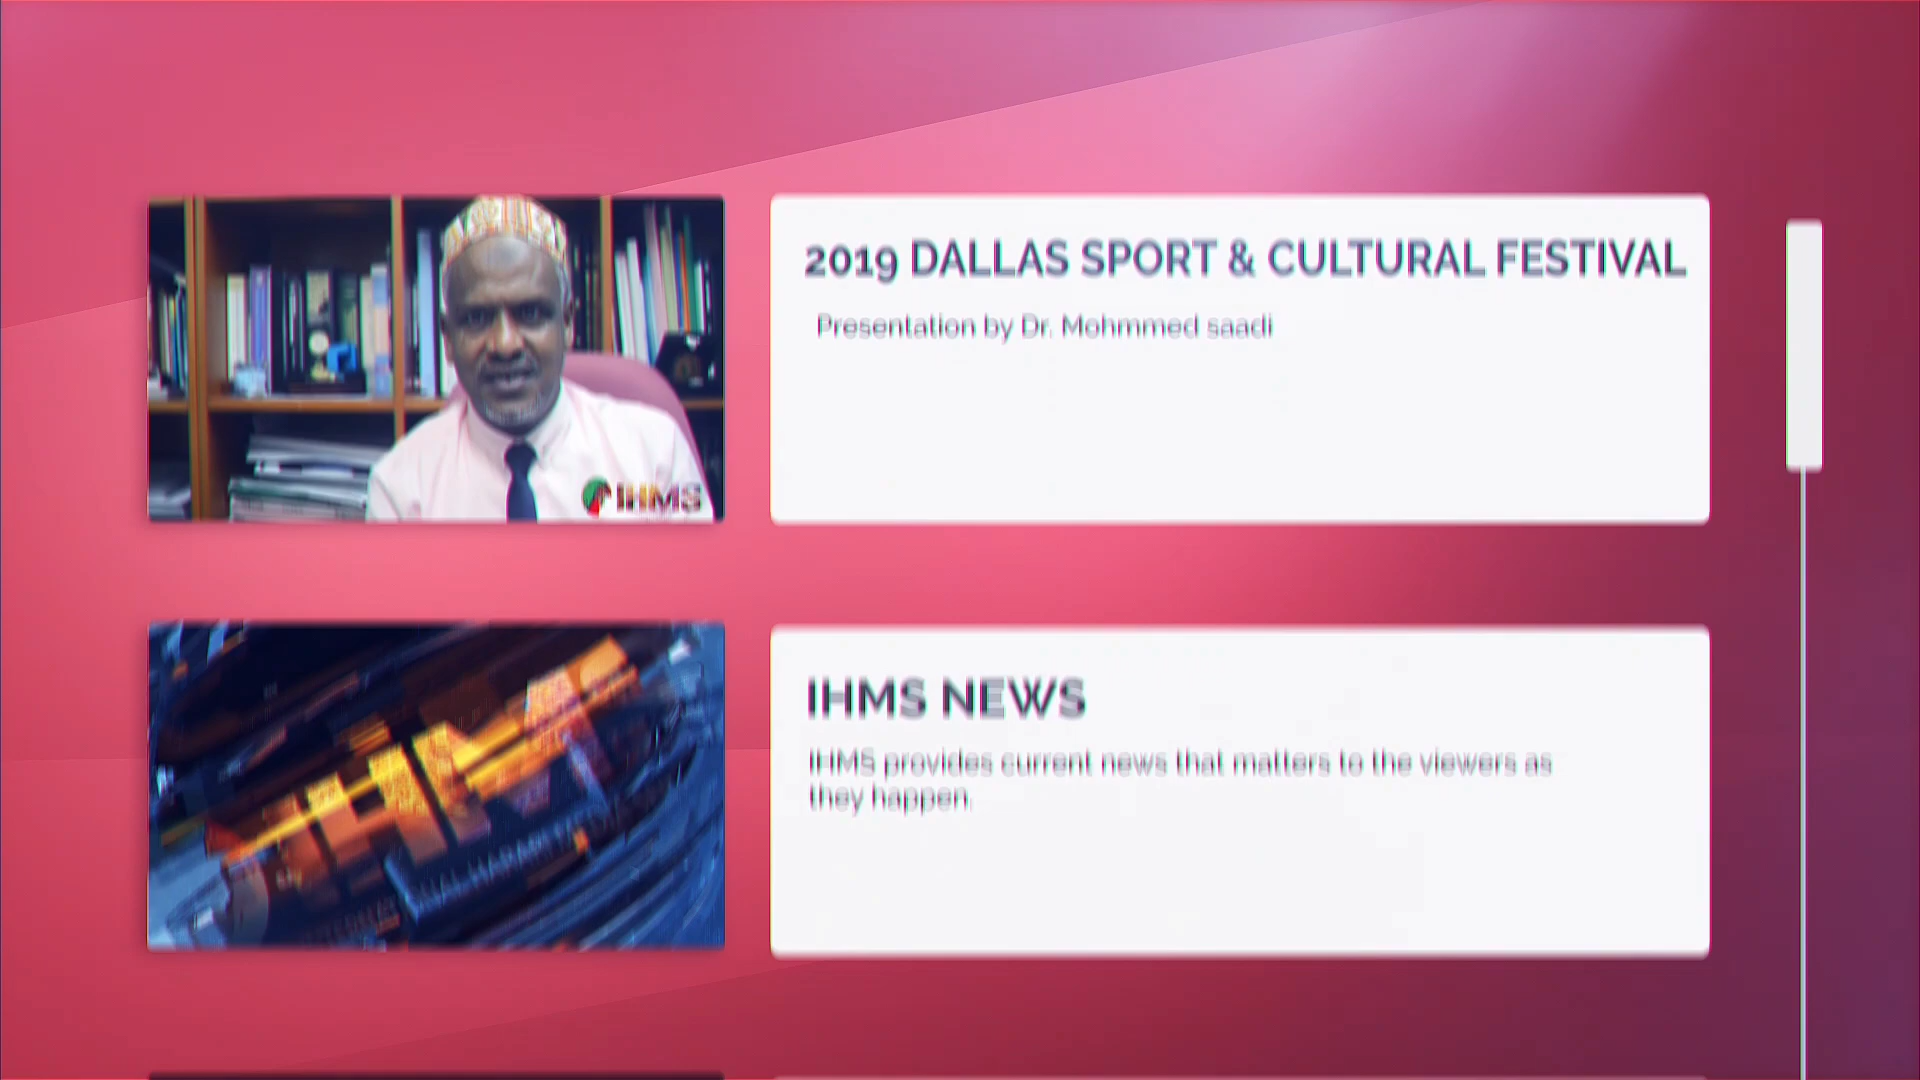 2019 DALLAS SPORT & CULTURAL FESTIVAL
Presentation by Dr. Mohmmed saadi
IHMS
IHMS NEWS
IHMS provides current news that matters to the viewers as
they happen.